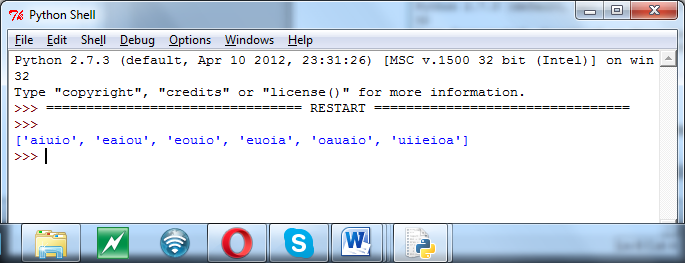 Python Shell
File Edit Shell Debug Options Windows Help
Python 2.7.3 (default, Apr 10 2012, 23:31:26) [MSC v.1500 32 bit (Intel)] on win
32
Type "copyright", "credits" or "license()" for more information.
>>> ================================ RESTART ================================
>>>
['aiuio', 'eaiou', 'eouio', 'euoia', 'oauaio', 'uiieioa']
>>>